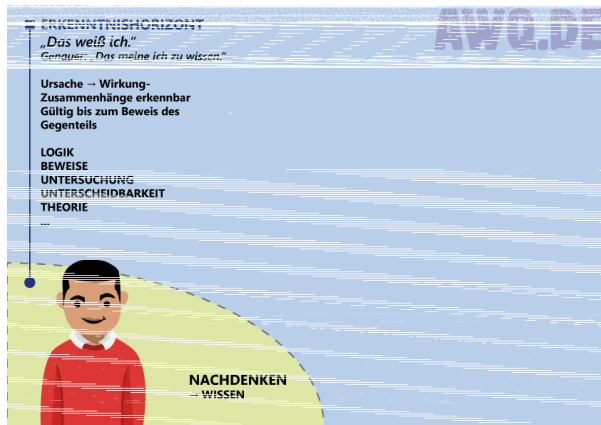 ERKENNTNISHORIZONT
AWQ.DE
„Das weiß ich.“
Genauer: „Das meine ich zu wissen.“
Ursache → Wirkung-
Zusammenhänge erkennbar
Gültig bis zum Beweis des
Gegenteils
LOGIK
BEWEISE
UNTERSUCHUNG
UNTERSCHEIDBARKEIT
THEORIE
...
NACHDENKEN
→ WISSEN